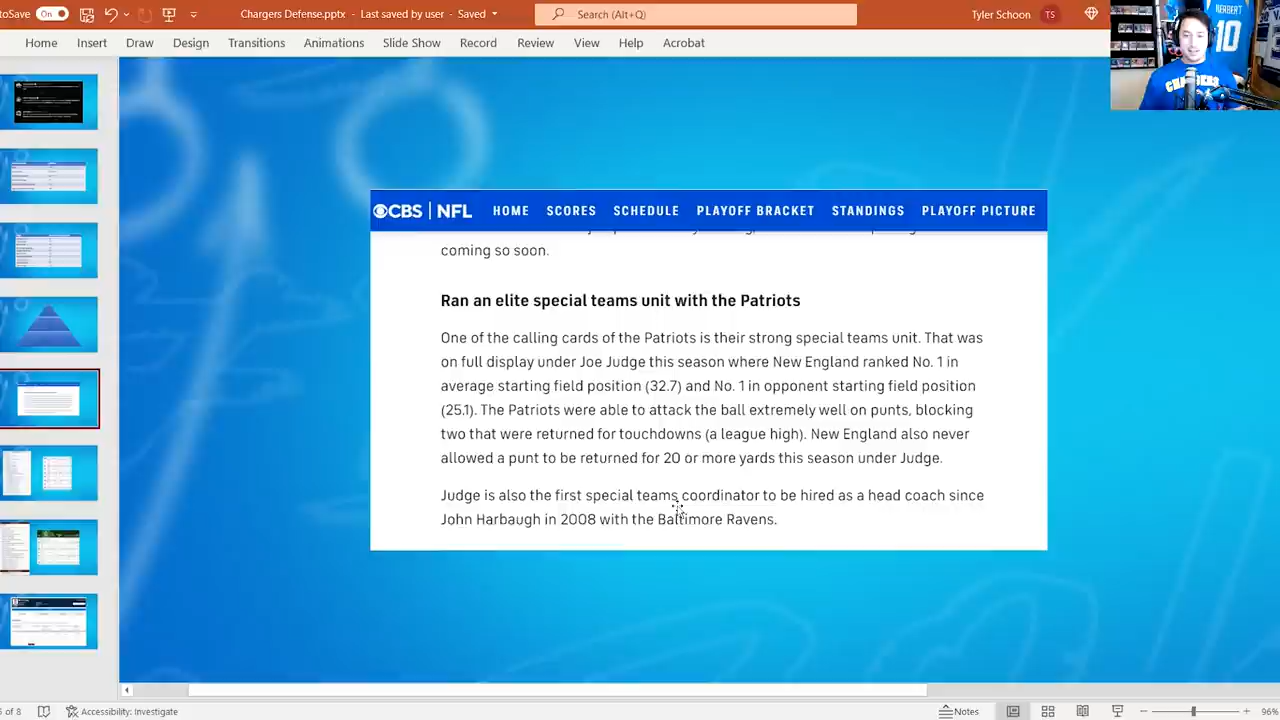 toSave On Chargers Defense.pptx • Last saved by user • Saved Search (Alt+Q) Tyler Schoon TS
Home Insert Draw Design Transitions Animations Slide Show Record Review View Help Acrobat
HERBERT
10
CHARGERS
CBS NFL HOME SCORES SCHEDULE PLAYOFF BRACKET STANDINGS PLAYOFF PICTURE
coming so soon.
Ran an elite special teams unit with the Patriots
One of the calling cards of the Patriots is their strong special teams unit. That was
on full display under Joe Judge this season where New England ranked No. 1 in
average starting field position (32.7) and No. 1 in opponent starting field position
(25.1). The Patriots were able to attack the ball extremely well on punts, blocking
two that were returned for touchdowns (a league high). New England also never
allowed a punt to be returned for 20 or more yards this season under Judge.
Judge is also the first special teams coordinator to be hired as a head coach since
John Harbaugh in 2008 with the Baltimore Ravens.
of 8 Accessibility: Investigate Notes 96%